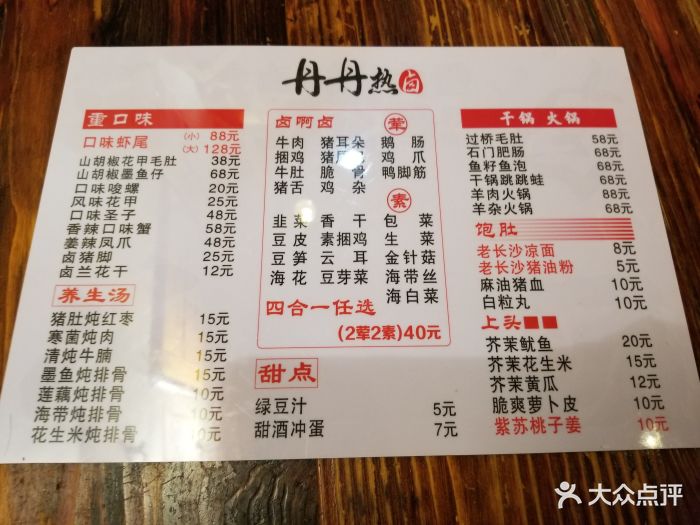 丹丹热卤
重口味
口味虾尾 (小) 88元
(大) 128元
山胡椒花甲毛肚 38元
山胡椒墨鱼仔 68元
口味唆螺 20元
风味花甲 25元
口味圣子 48元
香辣口味蟹 58元
姜辣凤爪 48元
卤猪脚 25元
卤兰花干 12元
养生汤
猪肚炖红枣 15元
寒菌炖肉 15元
清炖牛腩 15元
墨鱼炖排骨 15元
莲藕炖排骨 10元
海带炖排骨 10元
花生米炖排骨 10元
卤啊卤
荤
牛肉 猪耳朵 鹅肠
捆鸡 猪尾 鸡爪
牛肚 脆骨 鸭脚筋
猪舌 鸡杂
素
韭菜 香干 包菜
豆皮 素捆鸡 生菜
豆笋 云耳 金针菇
海花 豆芽菜 海带丝
海白菜
四合一任选
(2荤2素)40元
甜点
绿豆汁 5元
甜酒冲蛋 7元
干锅 火锅
过桥毛肚 58元
石门肥肠 68元
鱼籽鱼泡 68元
干锅跳跳蛙 68元
羊肉火锅 88元
羊杂火锅 68元
饱肚
老长沙凉面 8元
老长沙猪油粉 5元
麻油猪血 10元
白粒丸 10元
上头
芥茉鱿鱼 20元
芥茉花生米 15元
芥茉黄瓜 12元
脆爽萝卜皮 10元
紫苏桃子姜 10元
大众点评